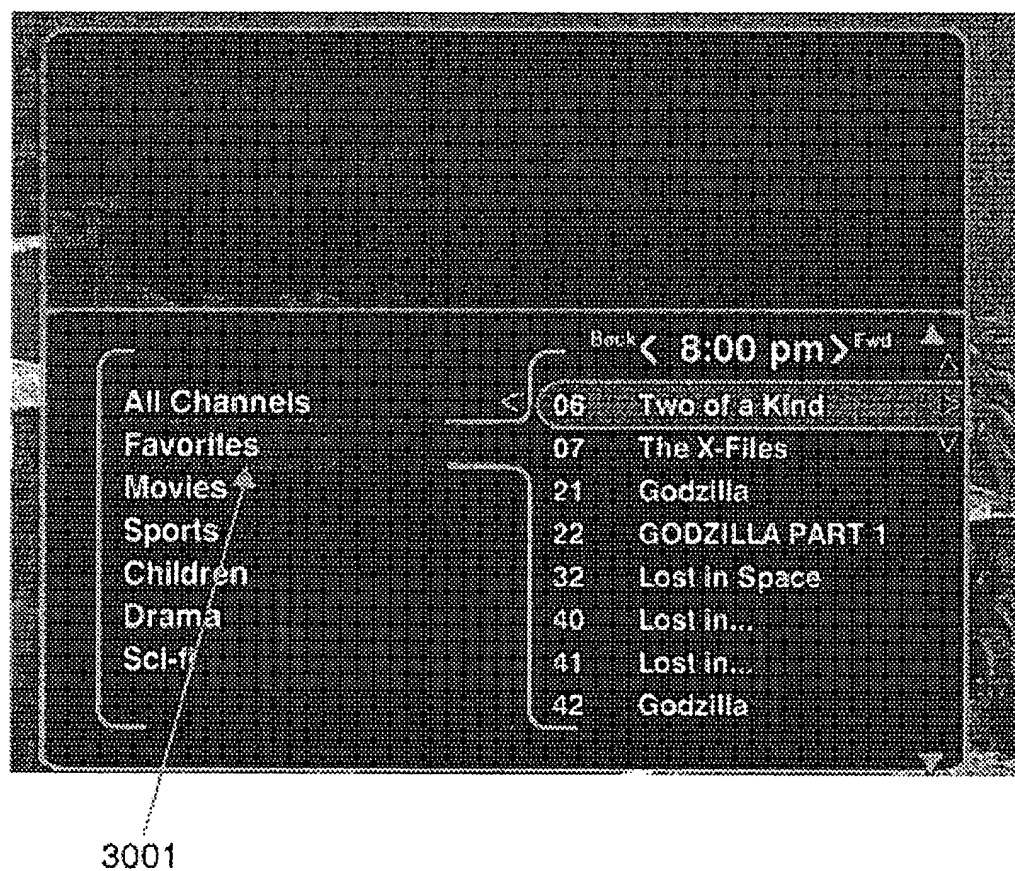 Back < 8:00 pm > Fwd
All Channels
Favorites
Movies
Sports
Children
Drama
Sci-fi
< 06 Two of a Kind
07 The X-Files
21 Godzilla
22 GODZILLA PART 1
32 Lost in Space
40 Lost in...
41 Lost in...
42 Godzilla
3001